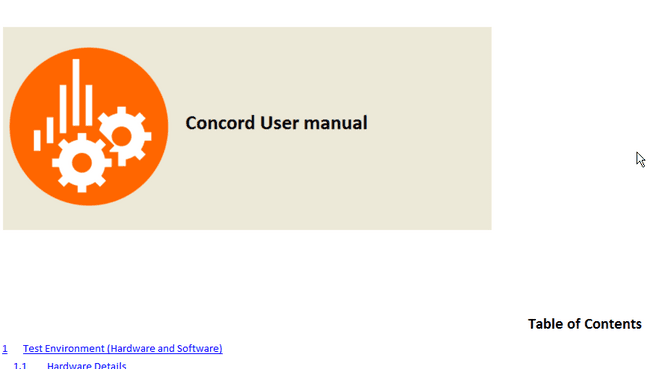 Concord User manual
Table of Contents
1 Test Environment (Hardware and Software)
1.1 Hardware Details